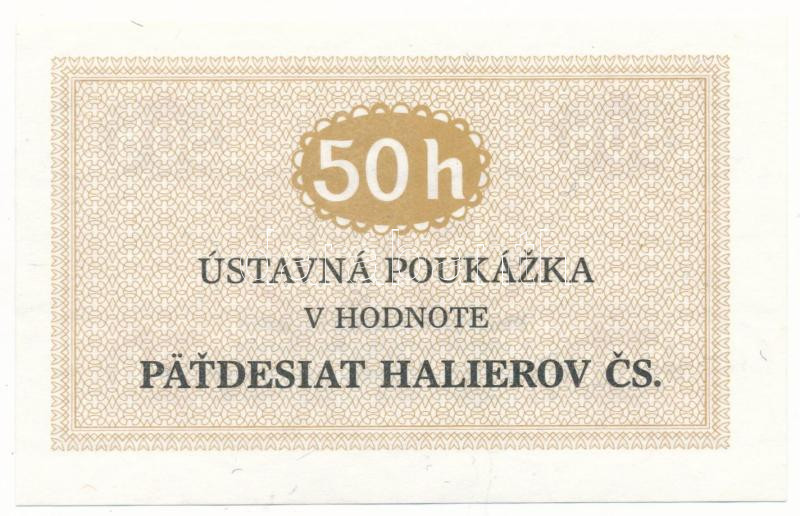 50 h
ÚSTAVNÁ POUKÁŽKA
V HODNOTE
PÄŤDESIAT HALIEROV ČS.